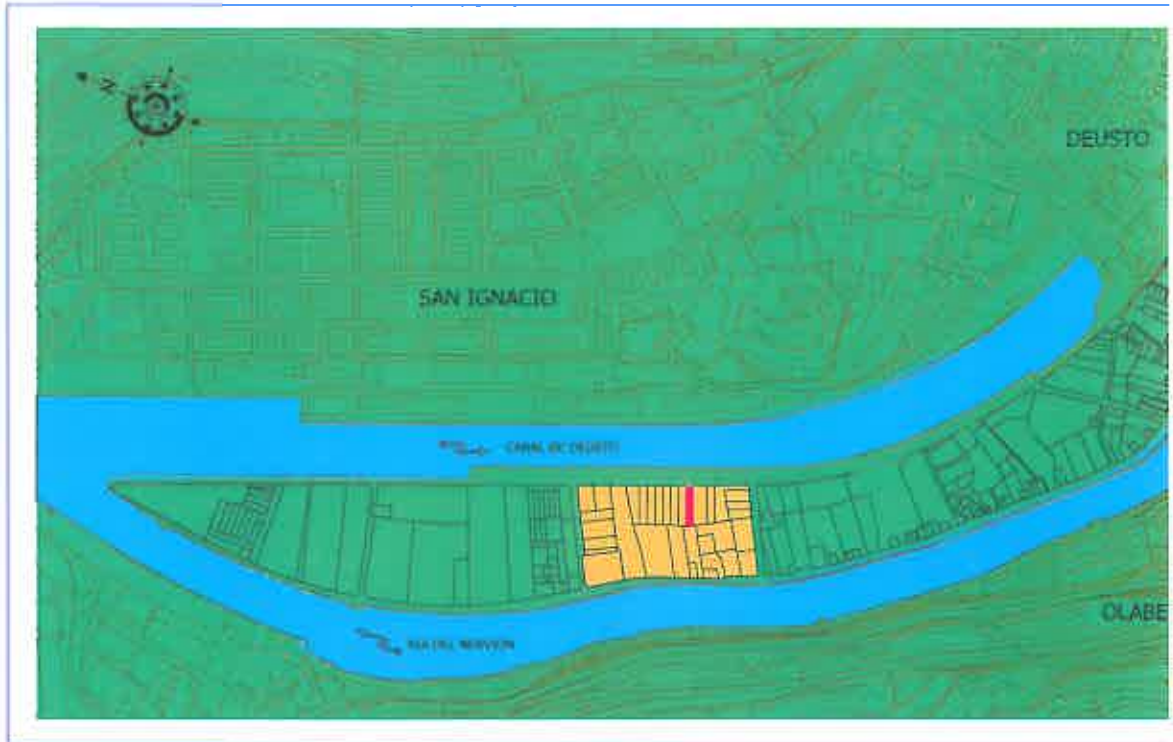 N
DEUSTO
SAN IGNACIO
CANAL DE DEUSTO
RIA DEL NERVION
OLABE